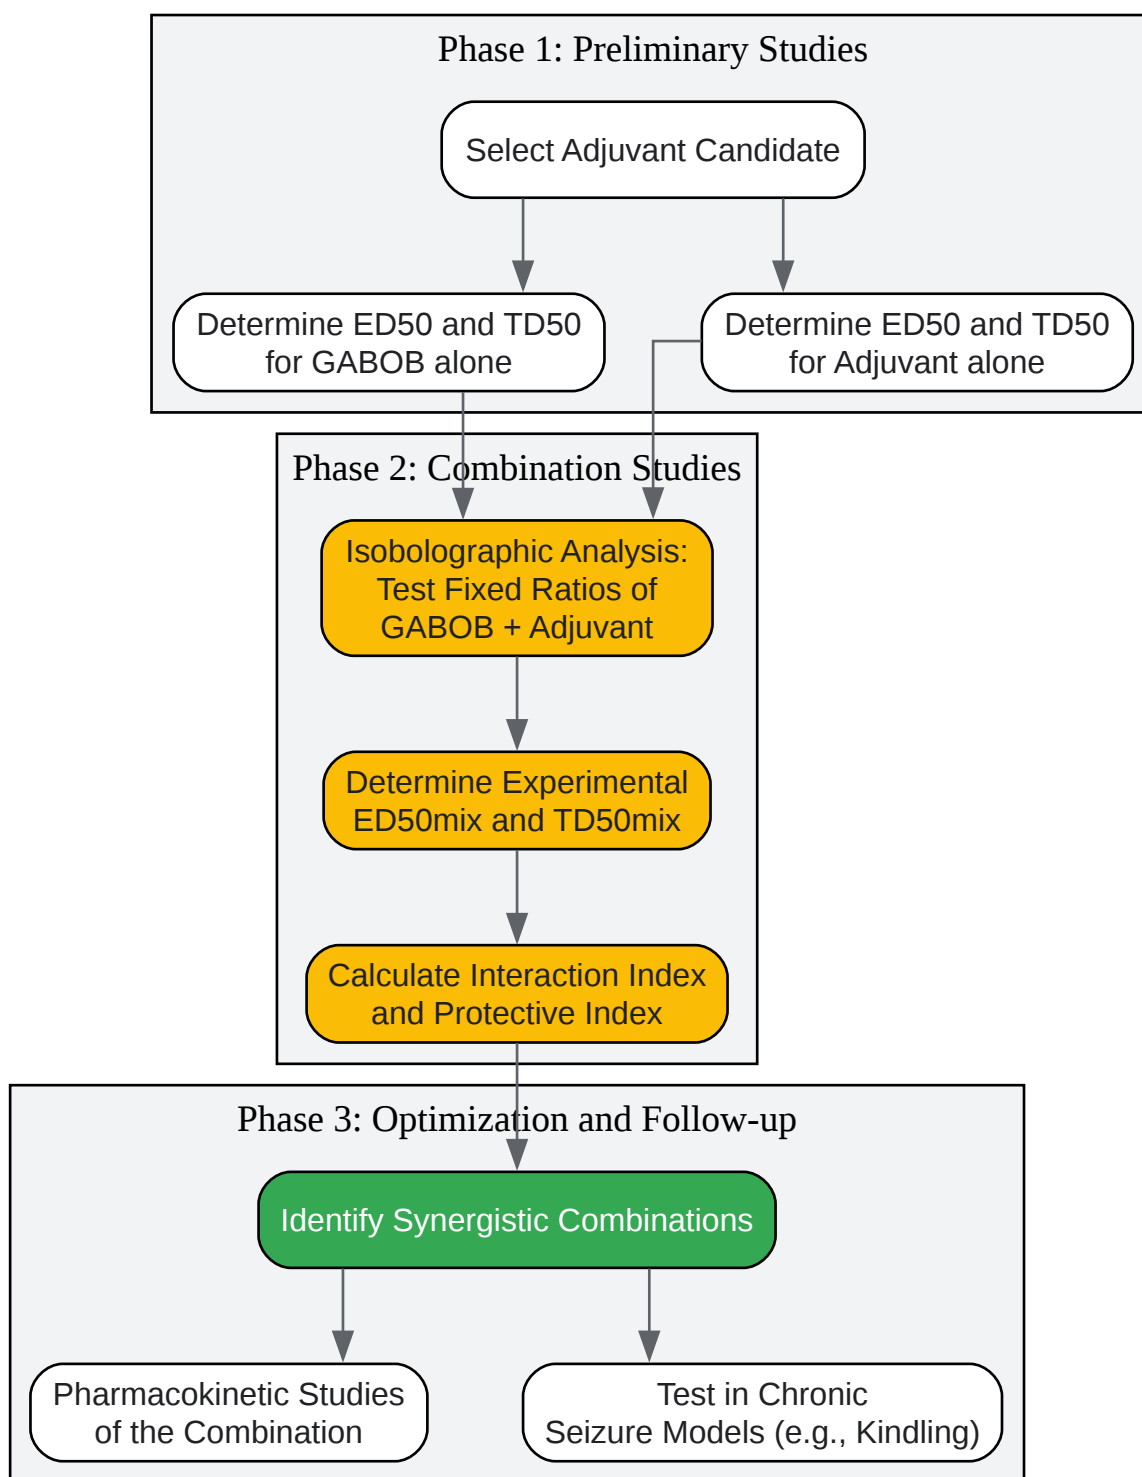 Phase 1: Preliminary Studies
Select Adjuvant Candidate
Determine ED50 and TD50
for GABOB alone
Determine ED50 and TD50
for Adjuvant alone
Phase 2: Combination Studies
Isobolographic Analysis:
Test Fixed Ratios of
GABOB + Adjuvant
Determine Experimental
ED50mix and TD50mix
Calculate Interaction Index
and Protective Index
Phase 3: Optimization and Follow-up
Identify Synergistic Combinations
Pharmacokinetic Studies
of the Combination
Test in Chronic
Seizure Models (e.g., Kindling)